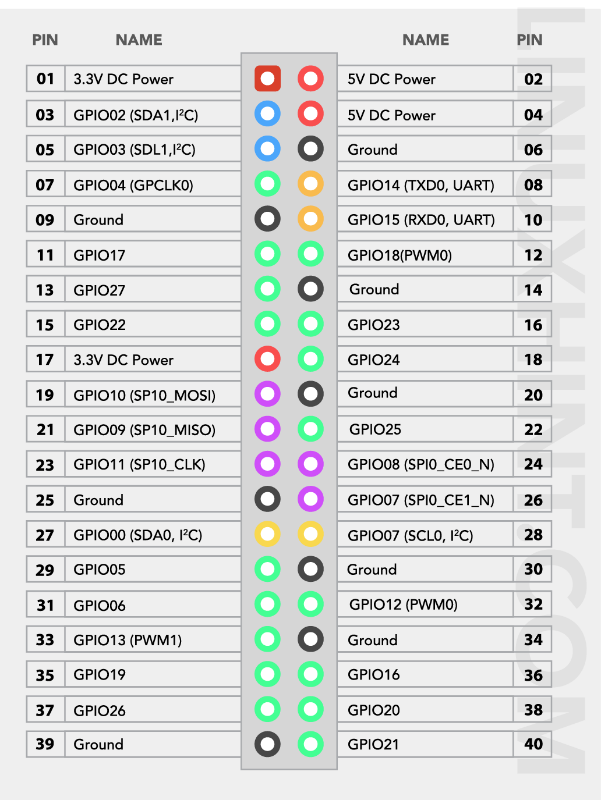 PIN NAME NAME PIN
01 3.3V DC Power 5V DC Power 02
03 GPIO02 (SDA1,I²C) 5V DC Power 04
05 GPIO03 (SDL1,I²C) Ground 06
07 GPIO04 (GPCLK0) GPIO14 (TXD0, UART) 08
09 Ground GPIO15 (RXD0, UART) 10
11 GPIO17 GPIO18(PWM0) 12
13 GPIO27 Ground 14
15 GPIO22 GPIO23 16
17 3.3V DC Power GPIO24 18
19 GPIO10 (SP10_MOSI) Ground 20
21 GPIO09 (SP10_MISO) GPIO25 22
23 GPIO11 (SP10_CLK) GPIO08 (SPI0_CE0_N) 24
25 Ground GPIO07 (SPI0_CE1_N) 26
27 GPIO00 (SDA0, I²C) GPIO07 (SCL0, I²C) 28
29 GPIO05 Ground 30
31 GPIO06 GPIO12 (PWM0) 32
33 GPIO13 (PWM1) Ground 34
35 GPIO19 GPIO16 36
37 GPIO26 GPIO20 38
39 Ground GPIO21 40
LINUXHINT.COM